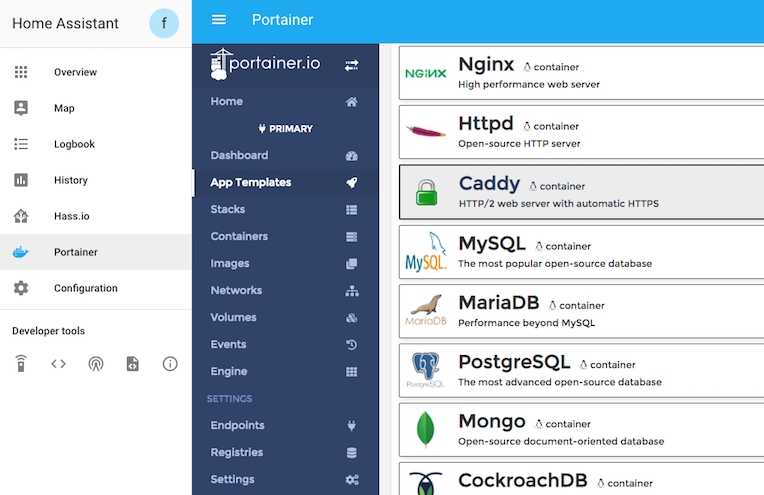 Home Assistant
f
Overview
Map
Logbook
History
Hass.io
Portainer
Configuration
Developer tools
Portainer
portainer.io
Home
PRIMARY
Dashboard
App Templates
Stacks
Containers
Images
Networks
Volumes
Events
Engine
SETTINGS
Endpoints
Registries
Settings
NGINX
Nginx container
High performance web server
Httpd container
Open-source HTTP server
Caddy container
HTTP/2 web server with automatic HTTPS
MySQL
MySQL container
The most popular open-source database
MariaDB
MariaDB container
Performance beyond MySQL
PostgreSQL
PostgreSQL container
The most advanced open-source database
Mongo container
Open-source document-oriented database
CockroachDB container